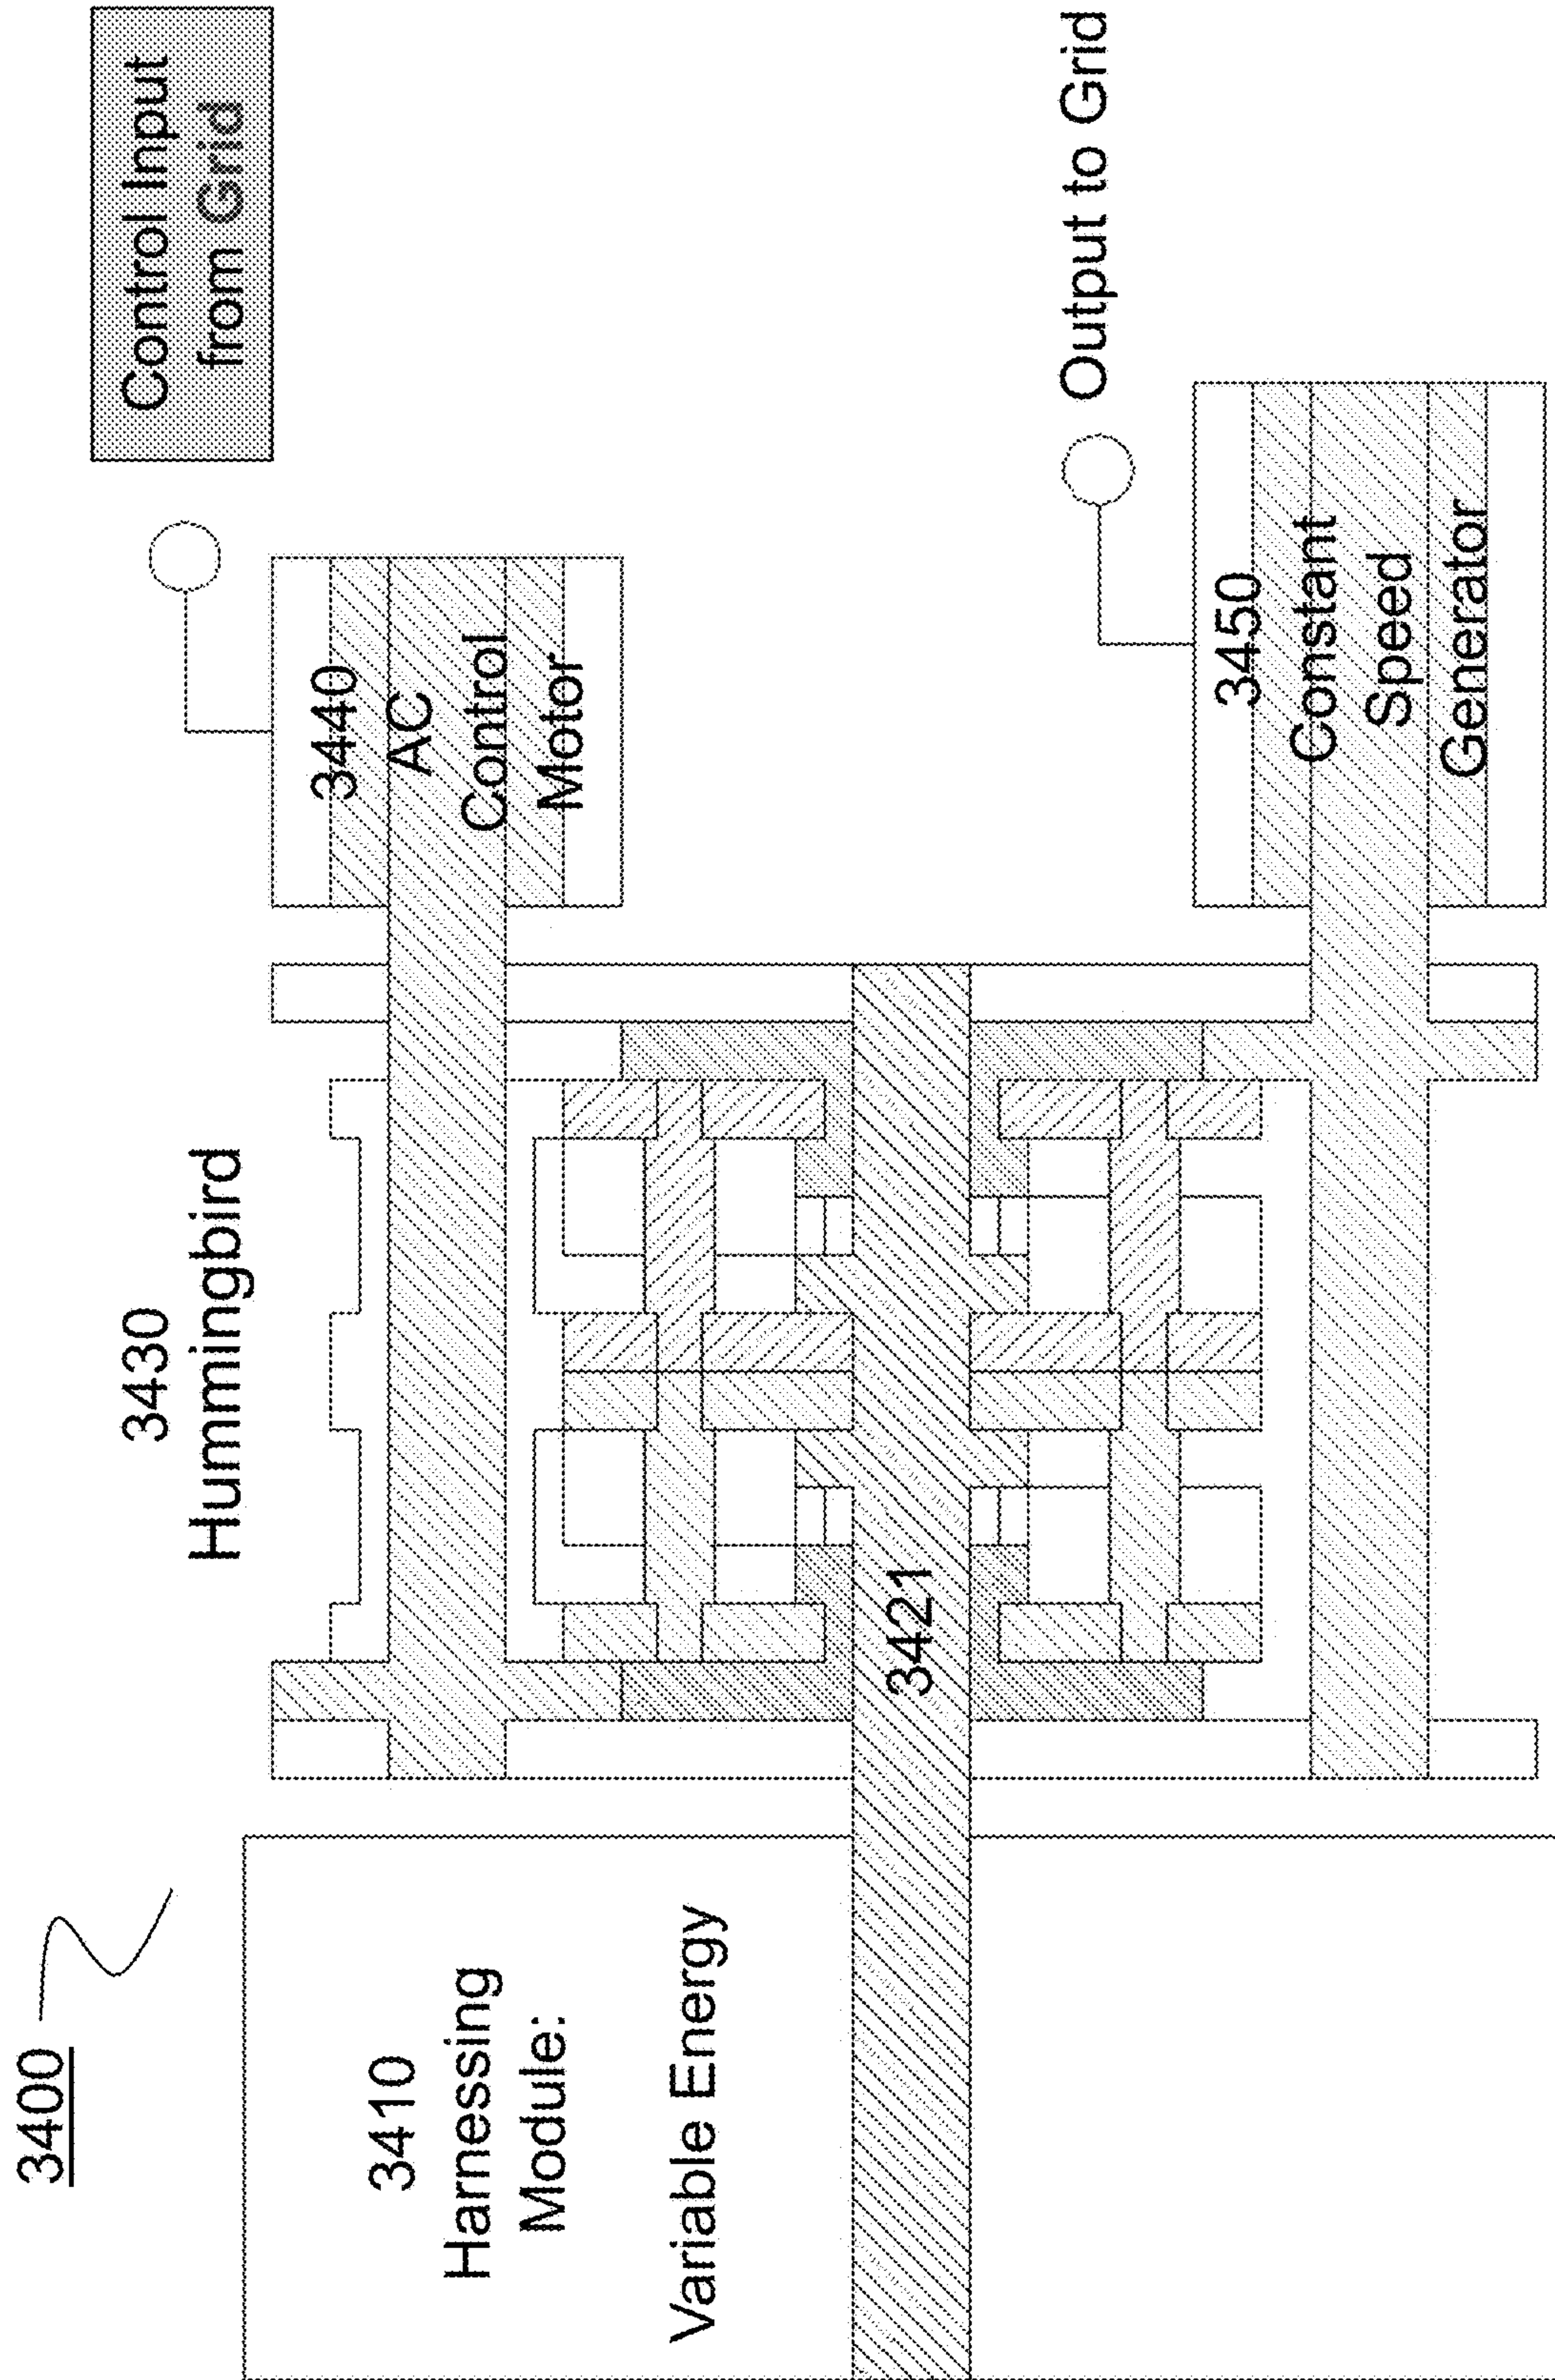 3400
3410
Harnessing
Module:
Variable Energy
3421
3430
Hummingbird
3440
AC
Control
Motor
Control Input
from Grid
3450
Constant
Speed
Generator
Output to Grid